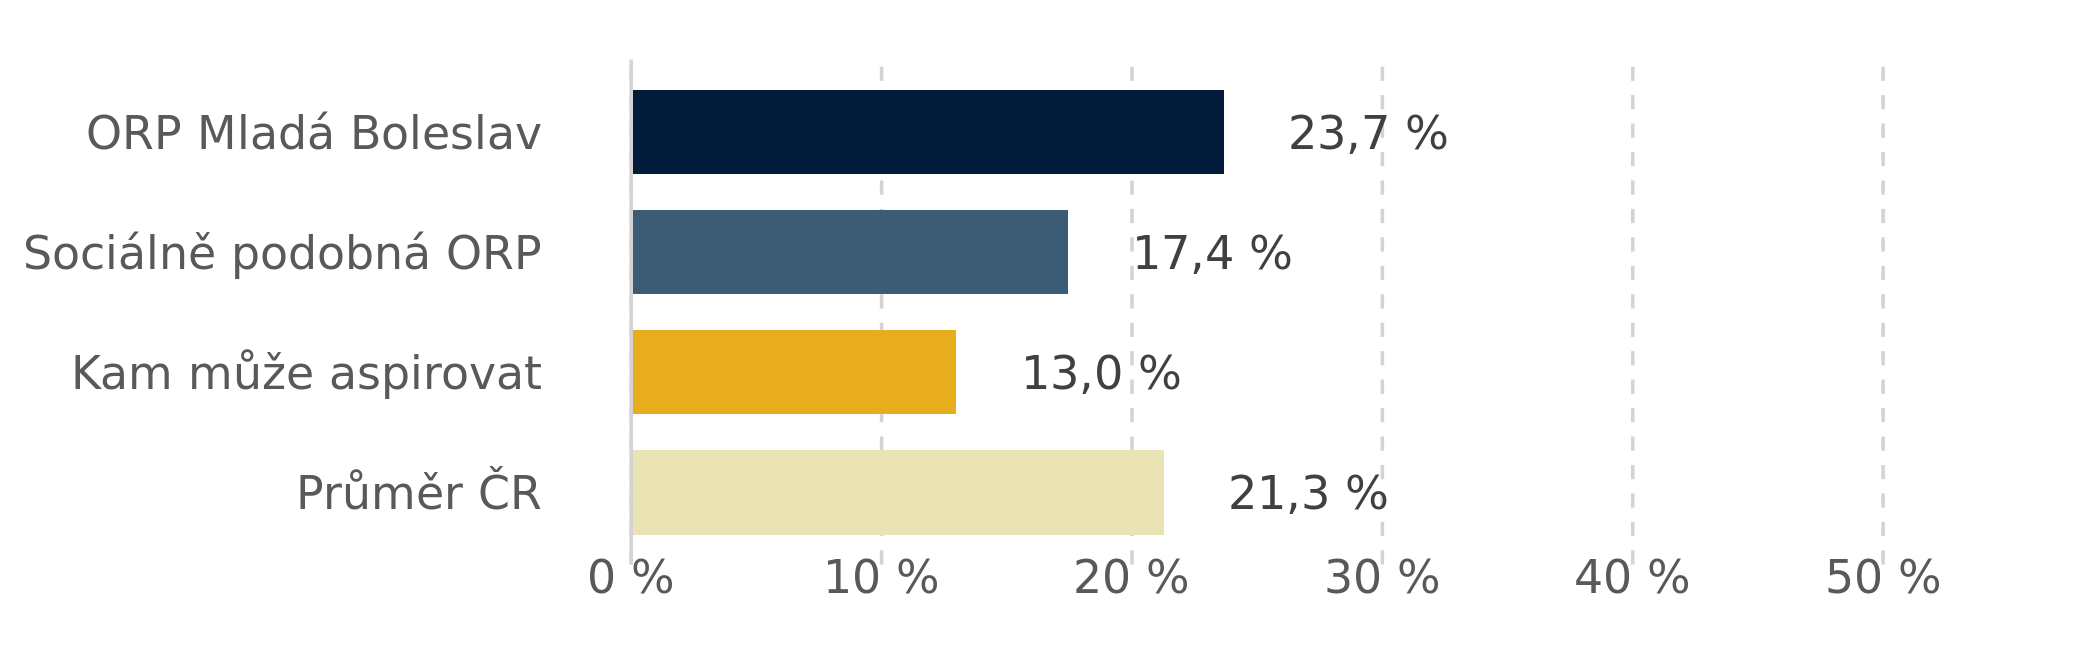 ORP Mladá Boleslav 23,7 %
Sociálně podobná ORP 17,4 %
Kam může aspirovat 13,0 %
Průměr ČR 21,3 %
0 % 10 % 20 % 30 % 40 % 50 %